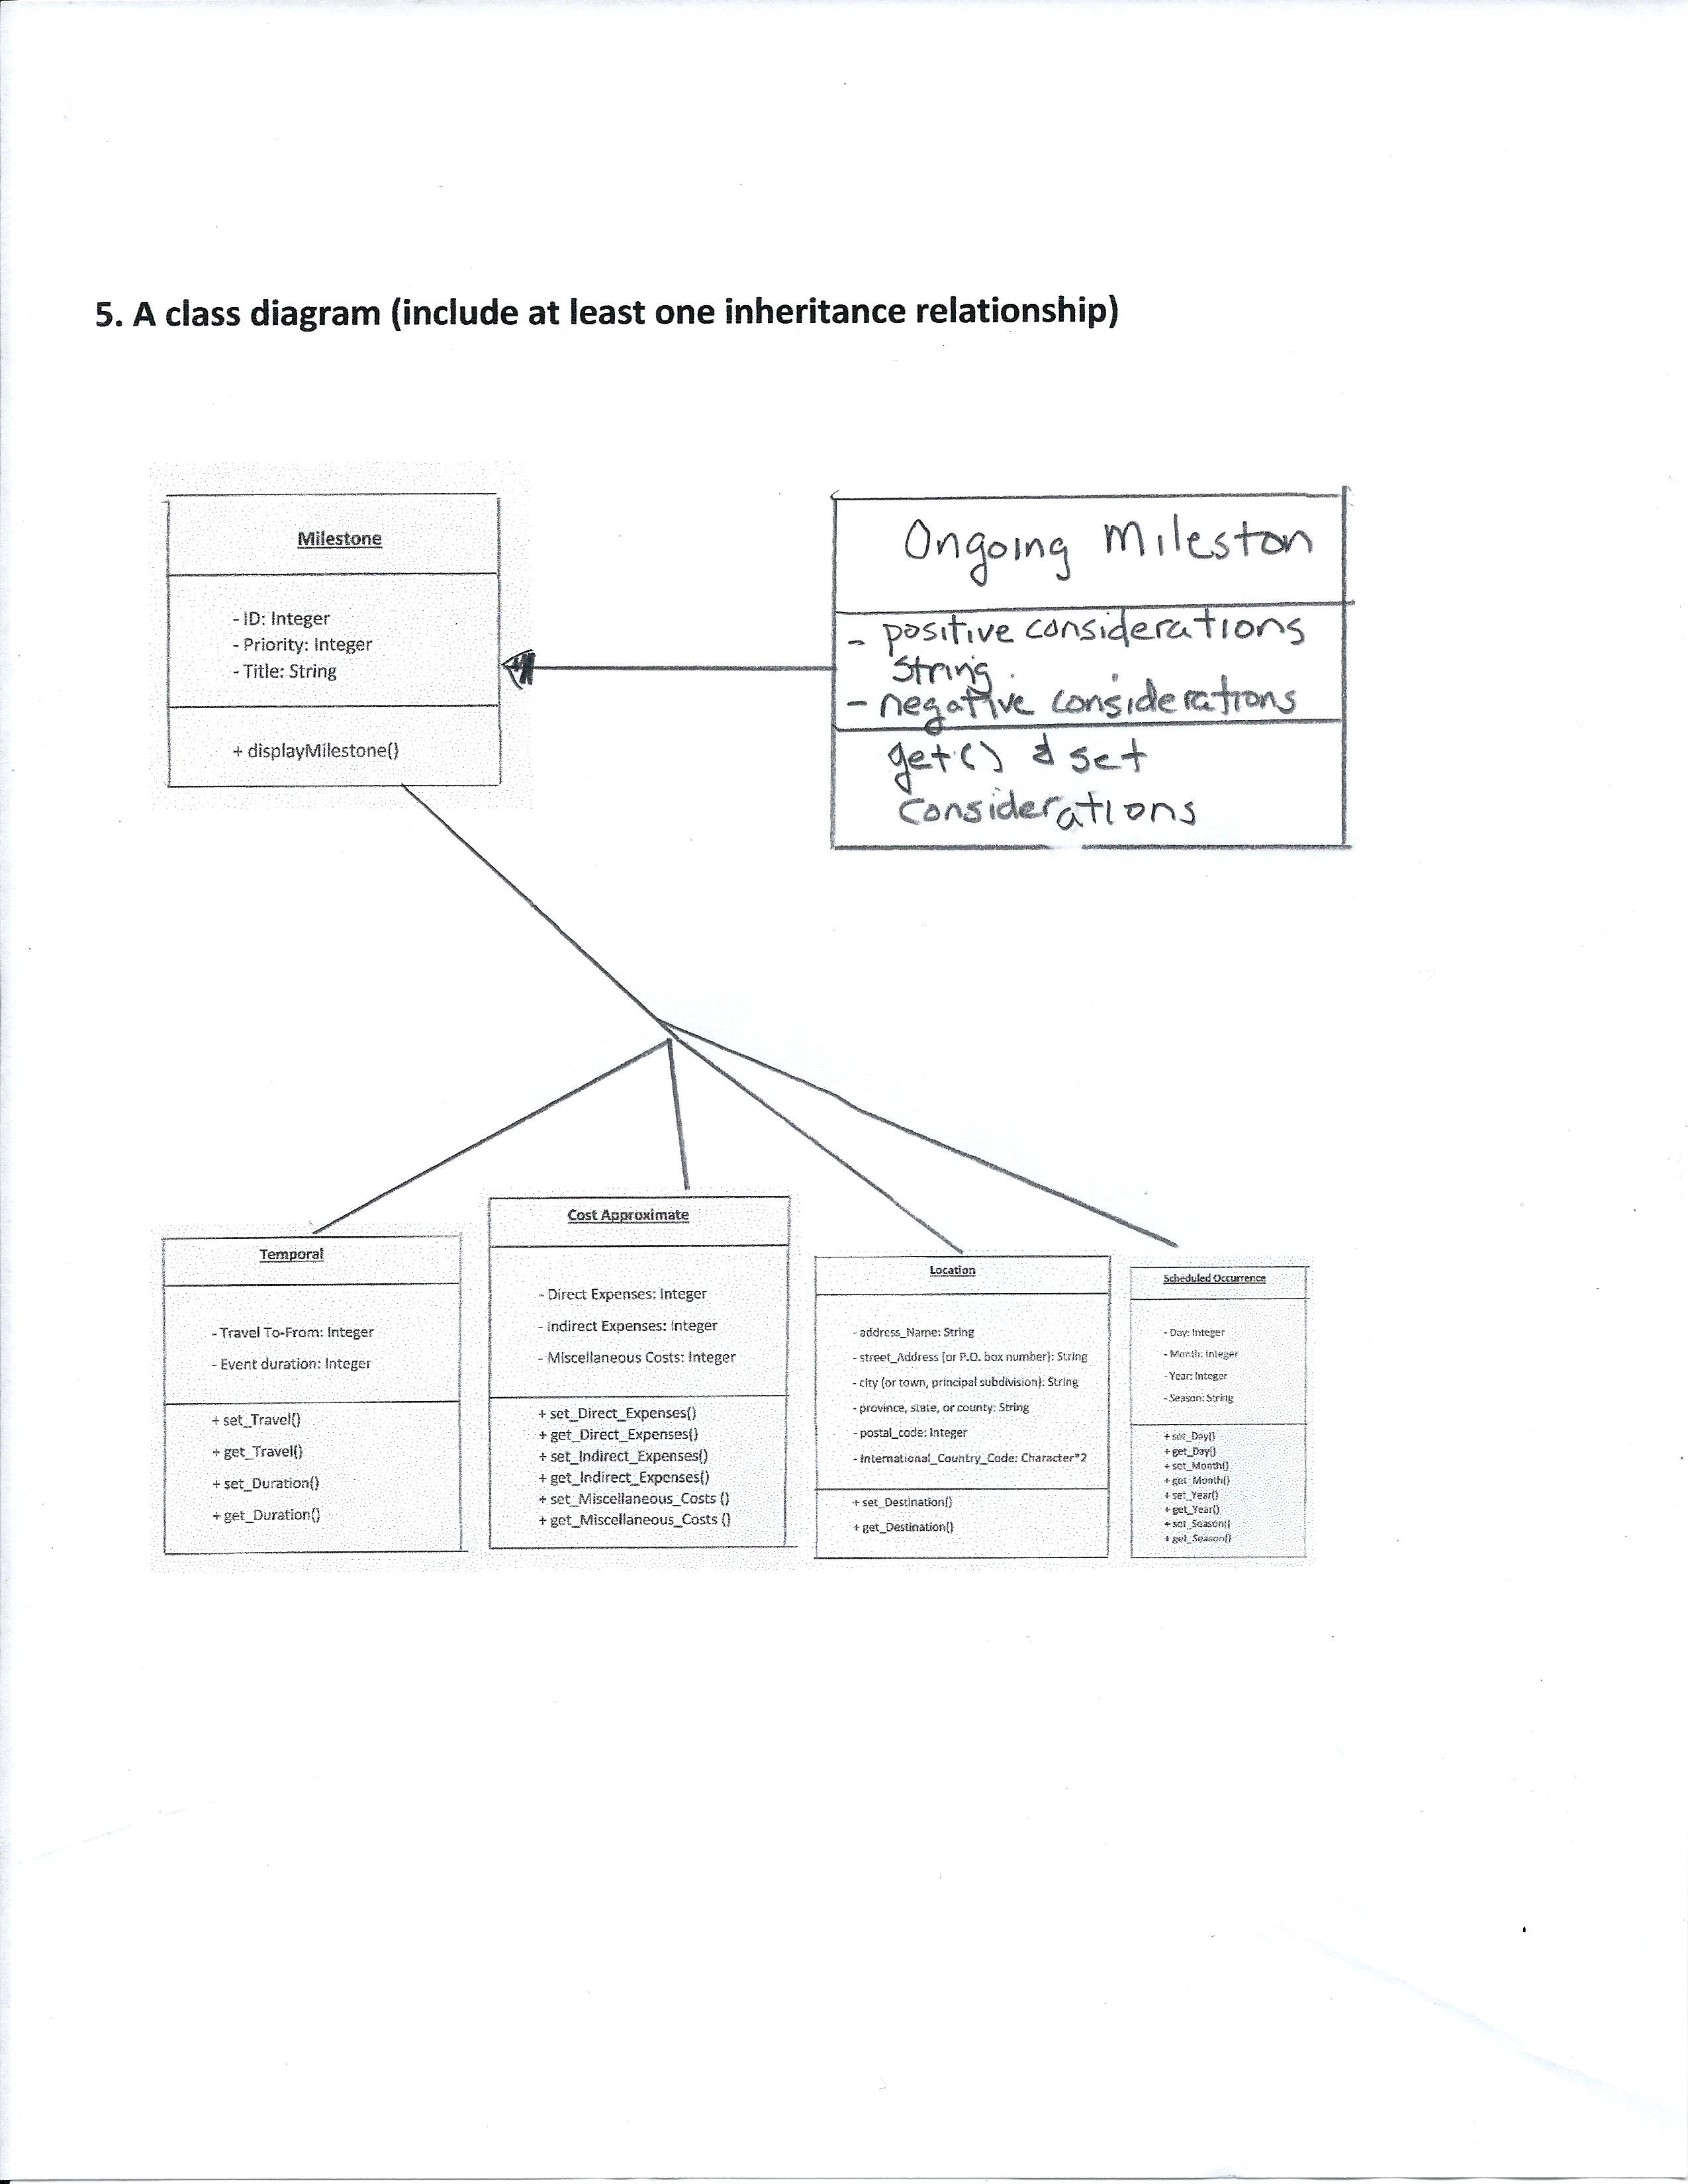 5. A class diagram (include at least one inheritance relationship)
Milestone
- ID: Integer
- Priority: Integer
- Title: String
+ displayMilestone()
Ongoing Mileston
- positive considerations
String
- negative considerations
get() & set
considerations
Temporal
- Travel To-From: Integer
- Event duration: Integer
+ set_Travel()
+ get_Travel()
+ set_Duration()
+ get_Duration()
Cost Approximate
- Direct Expenses: Integer
- Indirect Expenses: Integer
- Miscellaneous Costs: Integer
+ set_Direct_Expenses()
+ get_Direct_Expenses()
+ set_Indirect_Expenses()
+ get_Indirect_Expenses()
+ set_Miscellaneous_Costs ()
+ get_Miscellaneous_Costs ()
Location
- address_Name: String
- street_Address (or P.O. box number): String
- city (or town, principal subdivision): String
- province, state, or county: String
- postal_code: Integer
- International_Country_Code: Character*2
+ set_Destination()
+ get_Destination()
Scheduled Occurrence
- Day: Integer
- Month: Integer
- Year: Integer
- Season: String
+ set_Day()
+ get_Day()
+ set_Month()
+ get_Month()
+ set_Year()
+ get_Year()
+ set_Season()
+ get_Season()